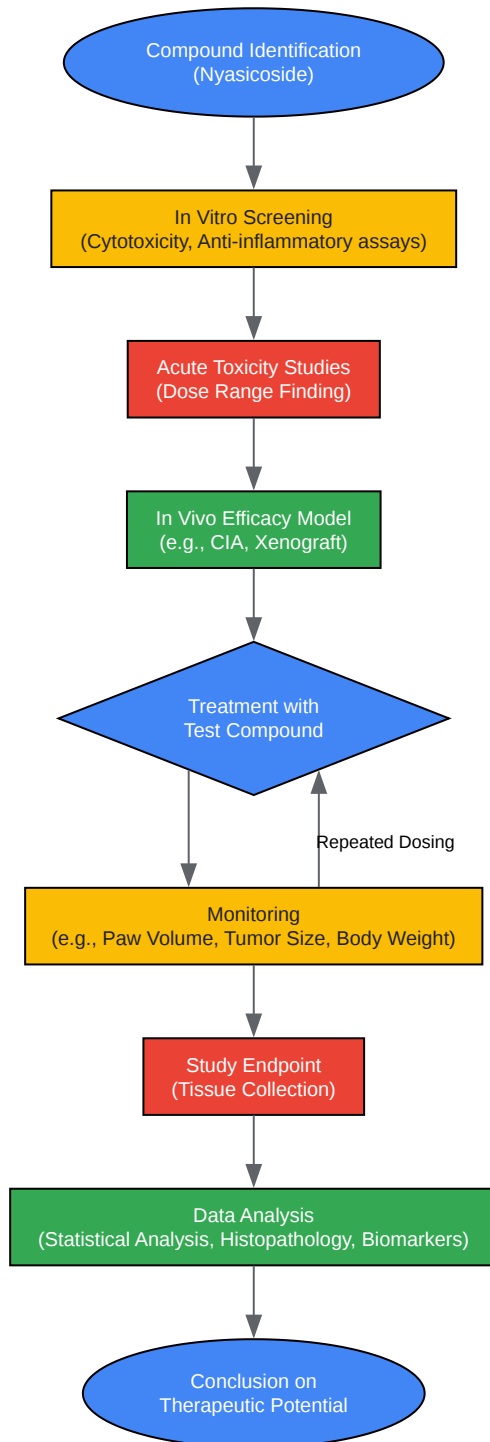 Compound Identification
(Nyasicoside)
In Vitro Screening
(Cytotoxicity, Anti-inflammatory assays)
Acute Toxicity Studies
(Dose Range Finding)
In Vivo Efficacy Model
(e.g., CIA, Xenograft)
Treatment with
Test Compound
Repeated Dosing
Monitoring
(e.g., Paw Volume, Tumor Size, Body Weight)
Study Endpoint
(Tissue Collection)
Data Analysis
(Statistical Analysis, Histopathology, Biomarkers)
Conclusion on
Therapeutic Potential